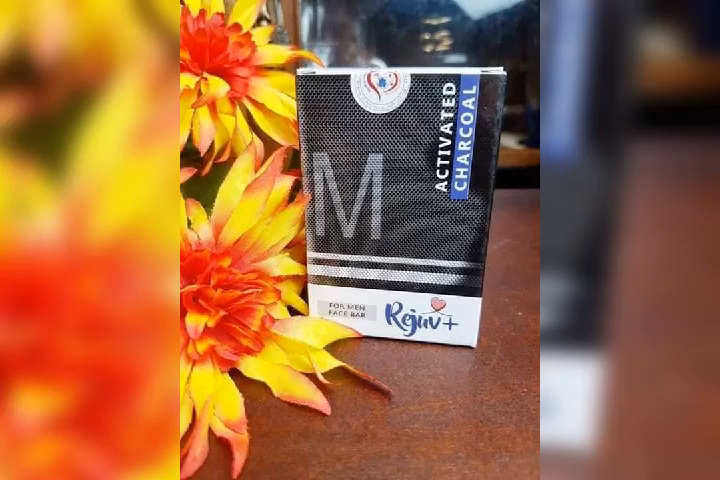 ACTIVATED
CHARCOAL
M
FOR MEN
FACE BAR
Rejuv+